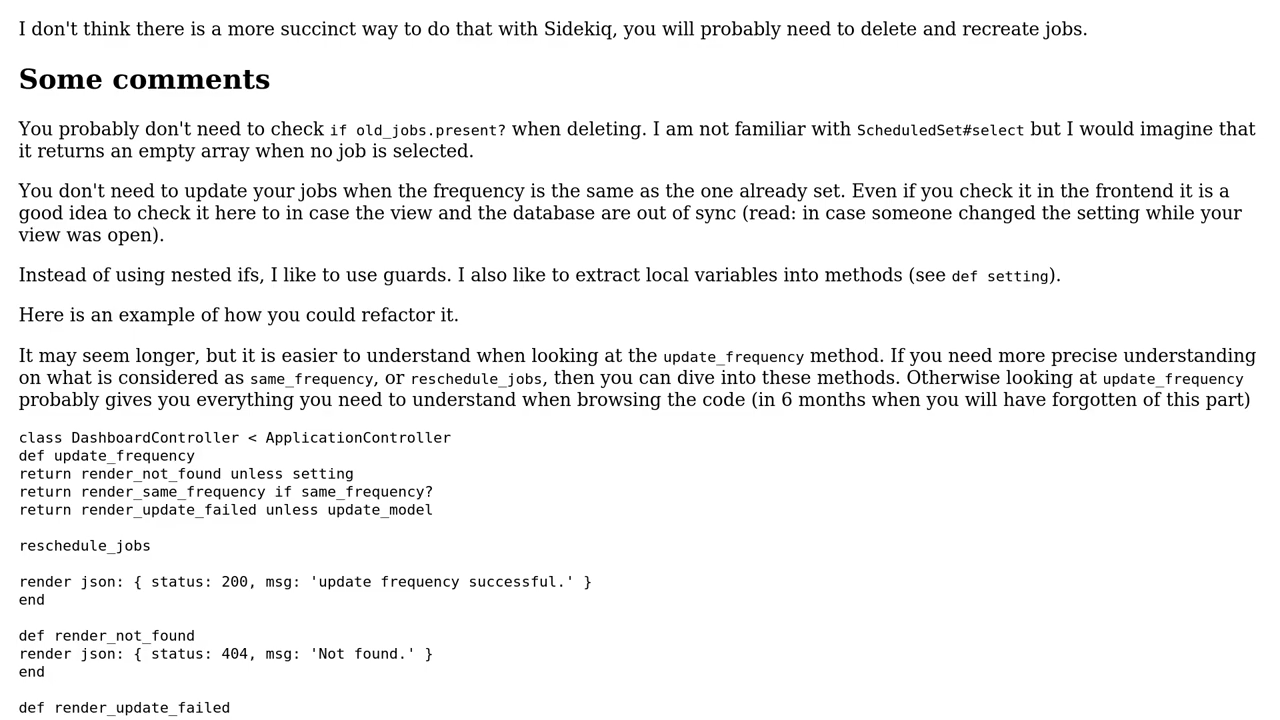 I don't think there is a more succinct way to do that with Sidekiq, you will probably need to delete and recreate jobs.
Some comments
You probably don't need to check if old_jobs.present? when deleting. I am not familiar with ScheduledSet#select but I would imagine that
it returns an empty array when no job is selected.
You don't need to update your jobs when the frequency is the same as the one already set. Even if you check it in the frontend it is a
good idea to check it here to in case the view and the database are out of sync (read: in case someone changed the setting while your
view was open).
Instead of using nested ifs, I like to use guards. I also like to extract local variables into methods (see def setting).
Here is an example of how you could refactor it.
It may seem longer, but it is easier to understand when looking at the update_frequency method. If you need more precise understanding
on what is considered as same_frequency, or reschedule_jobs, then you can dive into these methods. Otherwise looking at update_frequency
probably gives you everything you need to understand when browsing the code (in 6 months when you will have forgotten of this part)
class DashboardController < ApplicationController
def update_frequency
return render_not_found unless setting
return render_same_frequency if same_frequency?
return render_update_failed unless update_model
reschedule_jobs
render json: { status: 200, msg: 'update frequency successful.' }
end
def render_not_found
render json: { status: 404, msg: 'Not found.' }
end
def render_update_failed